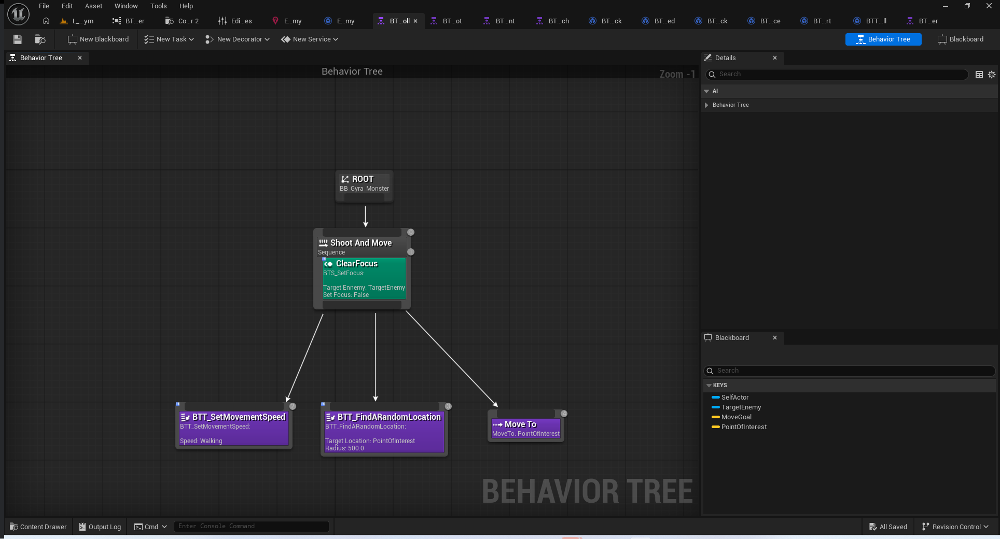 File Edit Asset Window Tools Help
L_...ym BT...er Co...r 2 Edi...es E...my E...my BT...oll BT...ot BT...nt BT...ch BT...ck BT...ed BT...ck BT...ce BT...rt BTT...ll BT...er
New Blackboard New Task New Decorator New Service Behavior Tree Blackboard
Behavior Tree
Behavior Tree
Zoom -1
ROOT
BB_Gyra_Monster
0
Shoot And Move
Sequence
1
ClearFocus
BTS_SetFocus:
Target Ennemy: TargetEnemy
Set Focus: False
2
BTT_SetMovementSpeed
BTT_SetMovementSpeed:
Speed: Walking
3
BTT_FindARandomLocation
BTT_FindARandomLocation:
Target Location: PointOfInterest
Radius: 500.0
4
Move To
MoveTo: PointOfInterest
BEHAVIOR TREE
Details
Search
AI
Behavior Tree
Blackboard
Search
KEYS
SelfActor
TargetEnemy
MoveGoal
PointOfInterest
Content Drawer Output Log Cmd Enter Console Command All Saved Revision Control